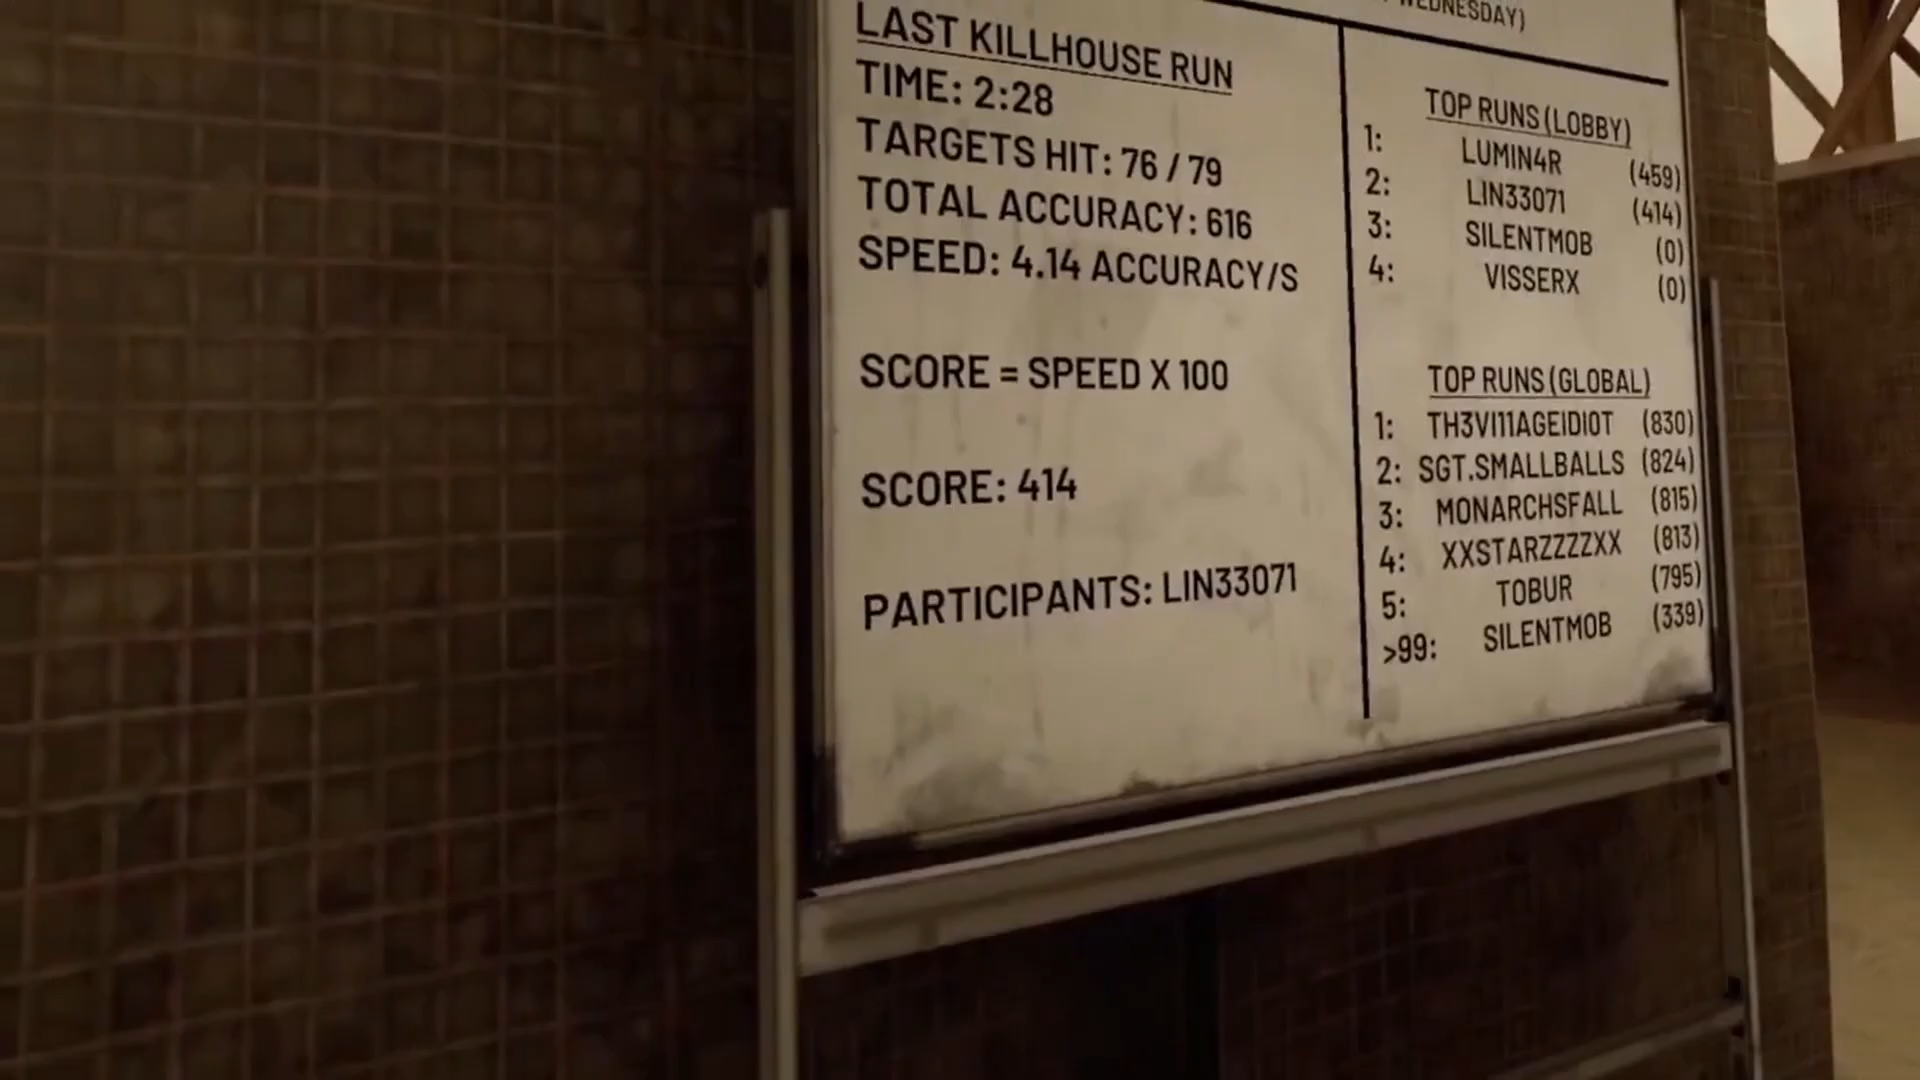 WEDNESDAY)
LAST KILLHOUSE RUN
TIME: 2:28
TARGETS HIT: 76 / 79
TOTAL ACCURACY: 616
SPEED: 4.14 ACCURACY/S
SCORE = SPEED X 100
SCORE: 414
PARTICIPANTS: LIN33071
TOP RUNS (LOBBY)
1: LUMIN4R (459)
2: LIN33071 (414)
3: SILENTMOB (0)
4: VISSERX (0)
TOP RUNS (GLOBAL)
1: TH3VI11AGEIDIOT (830)
2: SGT.SMALLBALLS (824)
3: MONARCHSFALL (815)
4: XXSTARZZZZXX (813)
5: TOBUR (795)
>99: SILENTMOB (339)